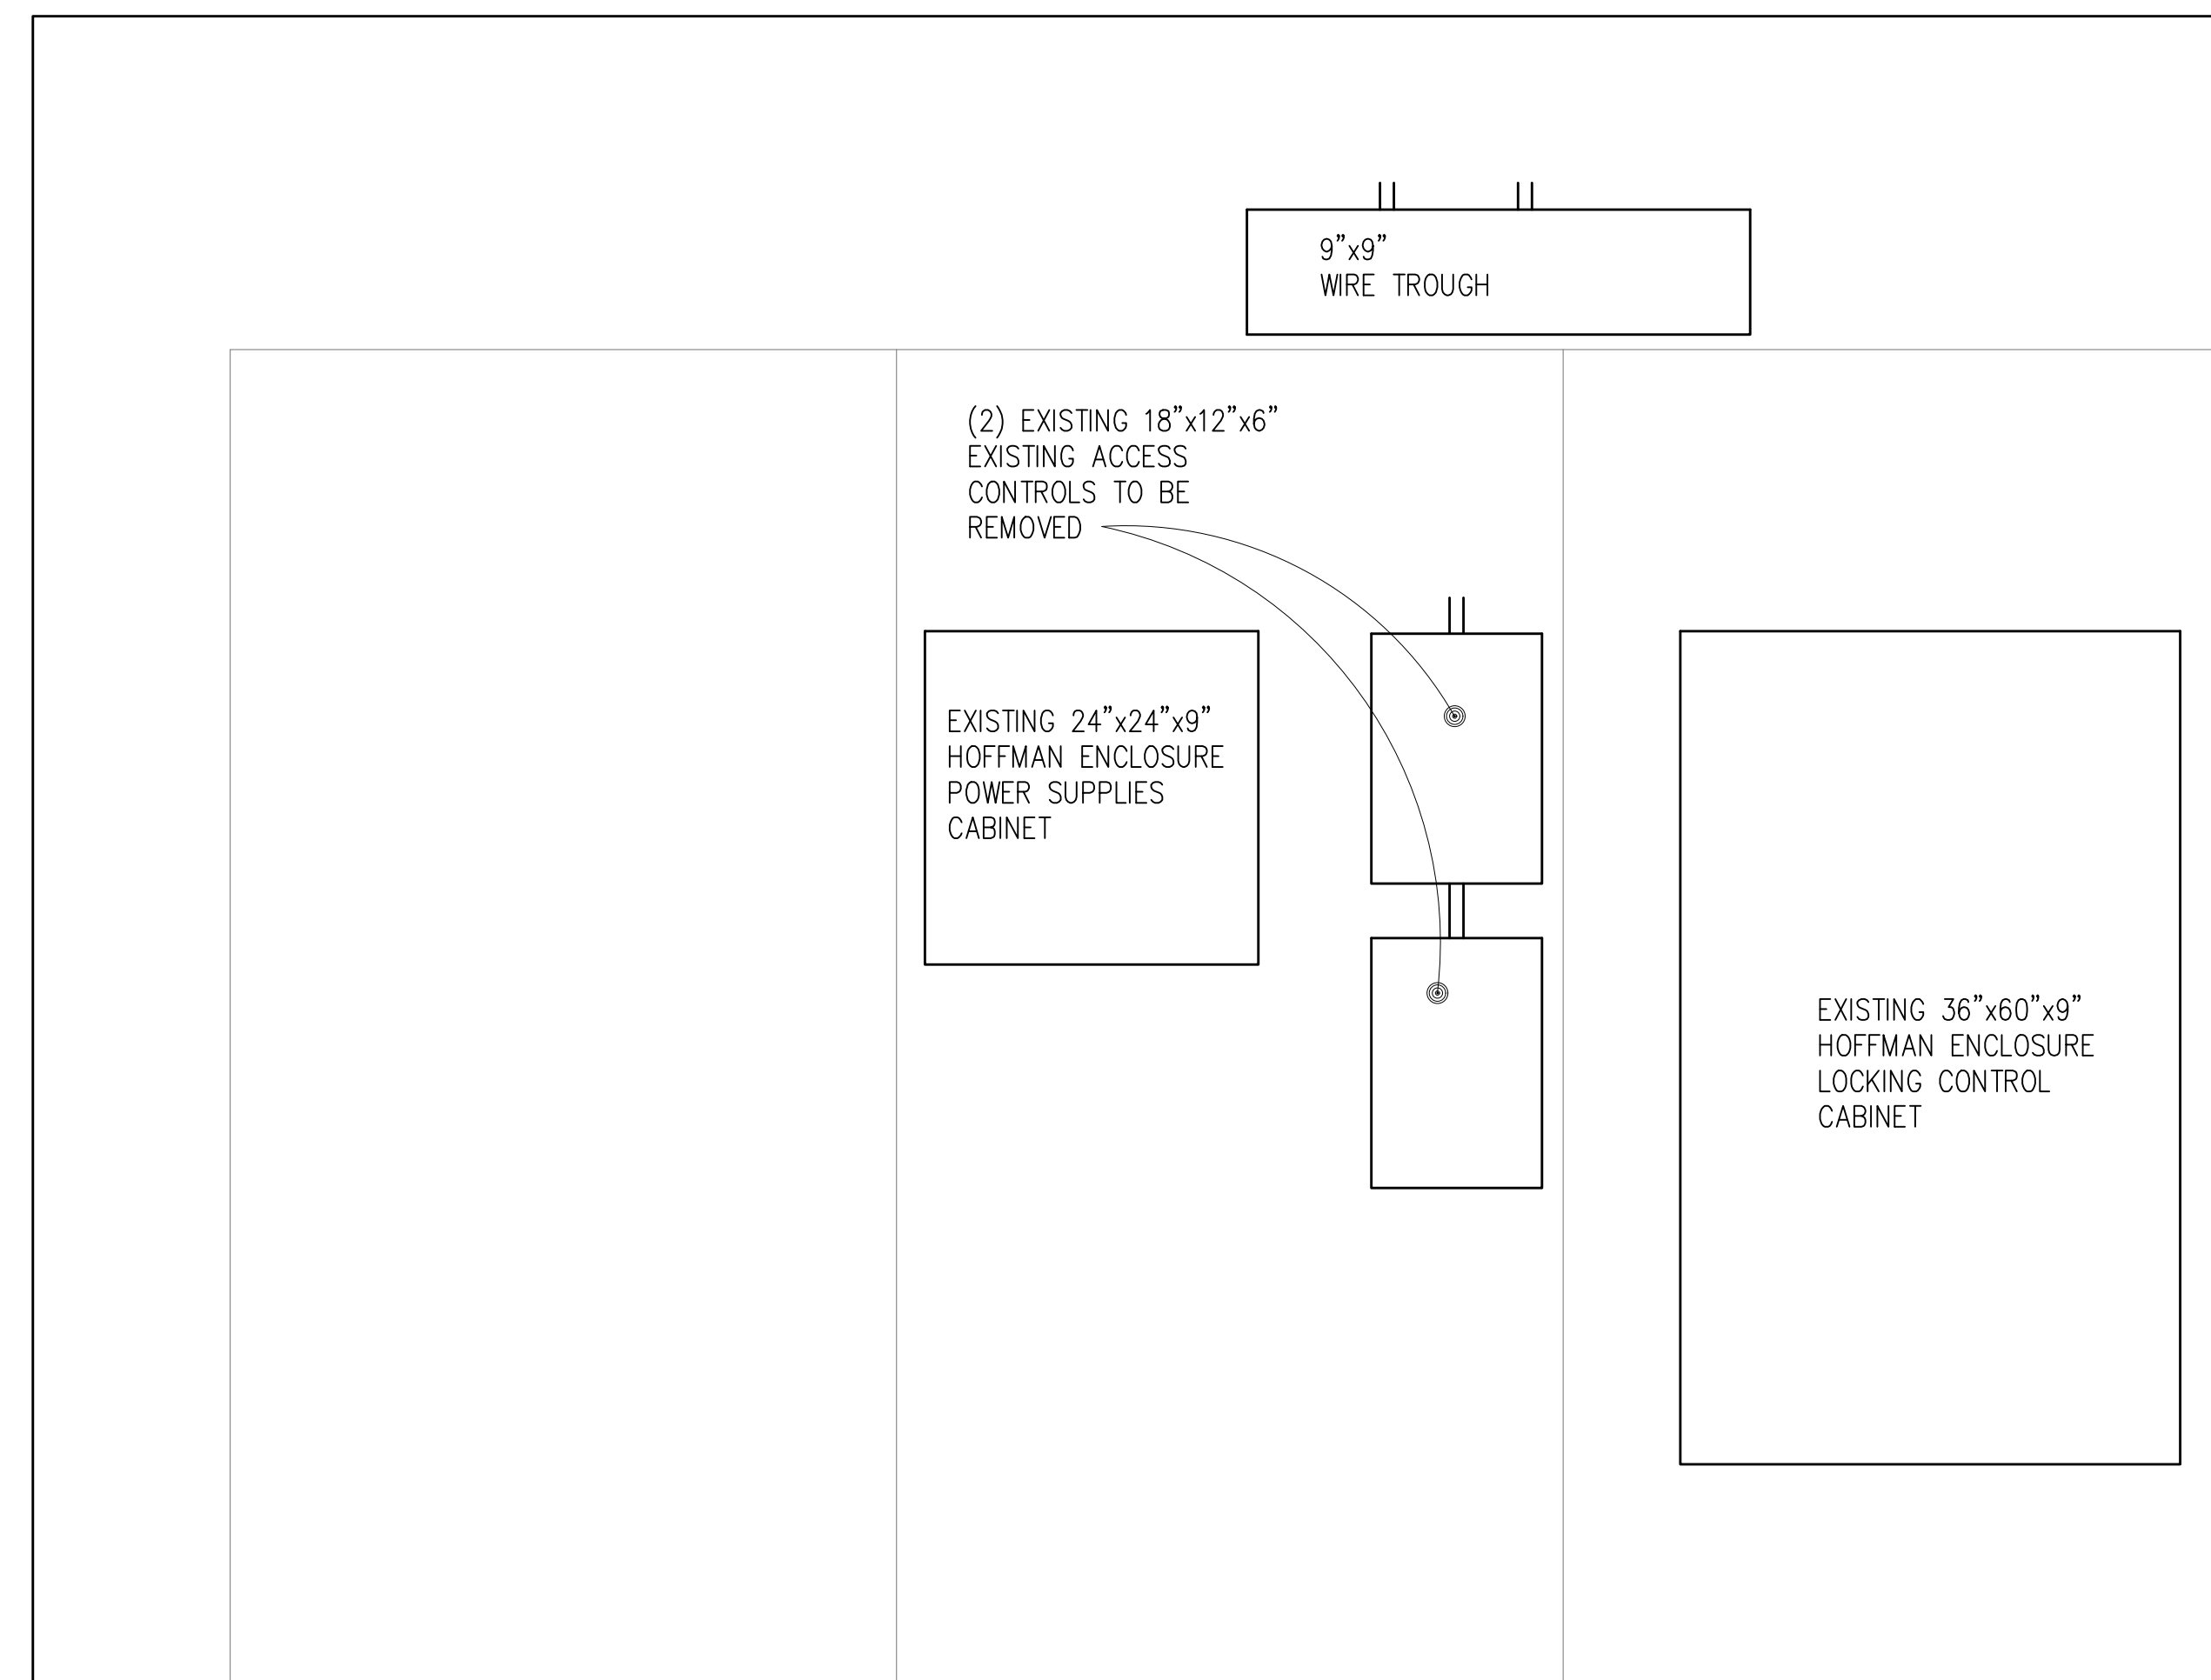 9”x9”
WIRE TROUGH
(2) EXISTING 18”x12”x6”
EXISTING ACCESS
CONTROLS TO BE
REMOVED
EXISTING 24”x24”x9”
HOFFMAN ENCLOSURE
POWER SUPPLIES
CABINET
EXISTING 36”x60”x9”
HOFFMAN ENCLOSURE
LOCKING CONTROL
CABINET